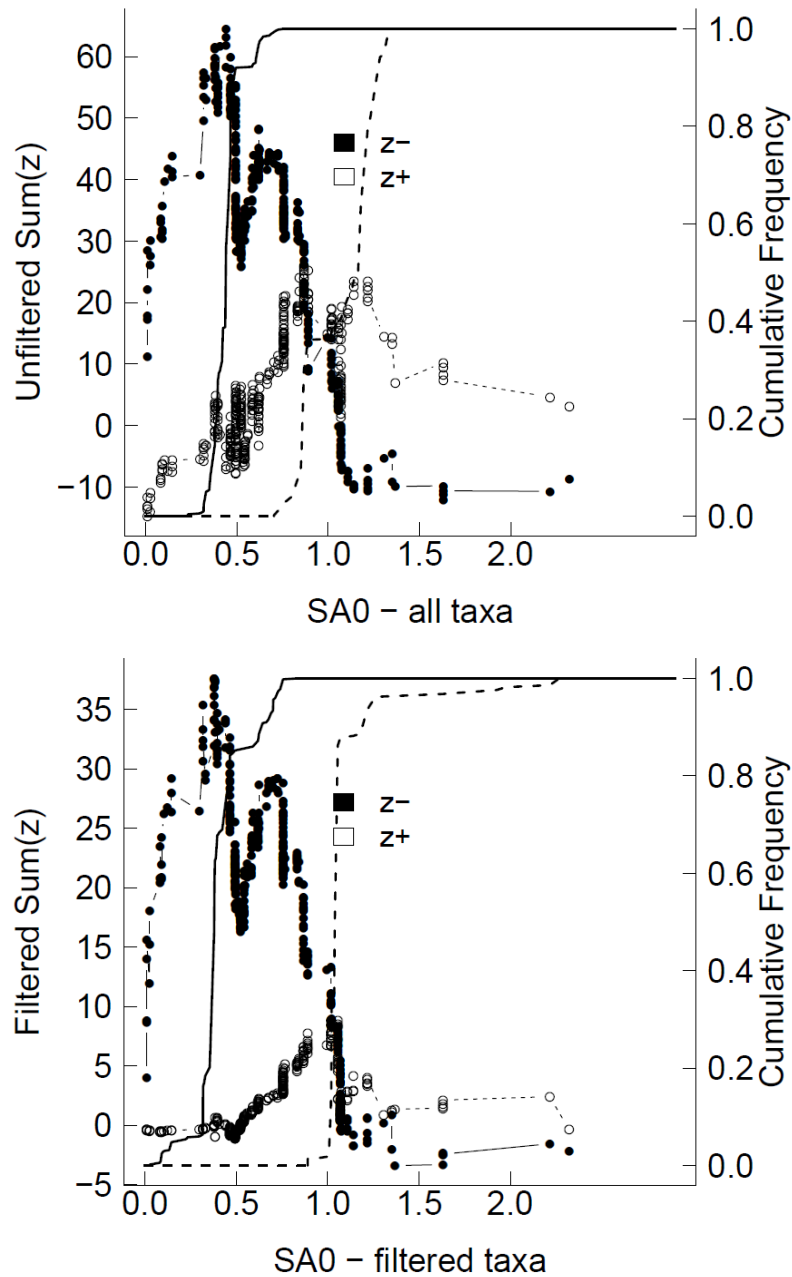 Unfiltered Sum(z)
60
50
40
30
20
10
0
−10
z−
z+
1.0
0.8
0.6
0.4
0.2
0.0
Cumulative Frequency
0.0 0.5 1.0 1.5 2.0
SA0 − all taxa
Filtered Sum(z)
35
30
25
20
15
10
5
0
−5
z−
z+
1.0
0.8
0.6
0.4
0.2
0.0
Cumulative Frequency
0.0 0.5 1.0 1.5 2.0
SA0 − filtered taxa